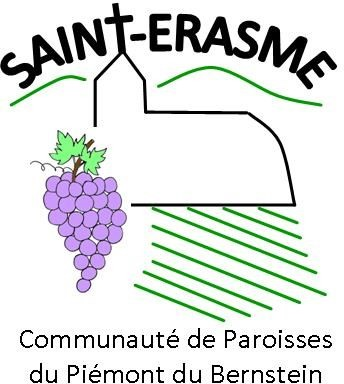 SAINT-ERASME
Communauté de Paroisses
du Piémont du Bernstein